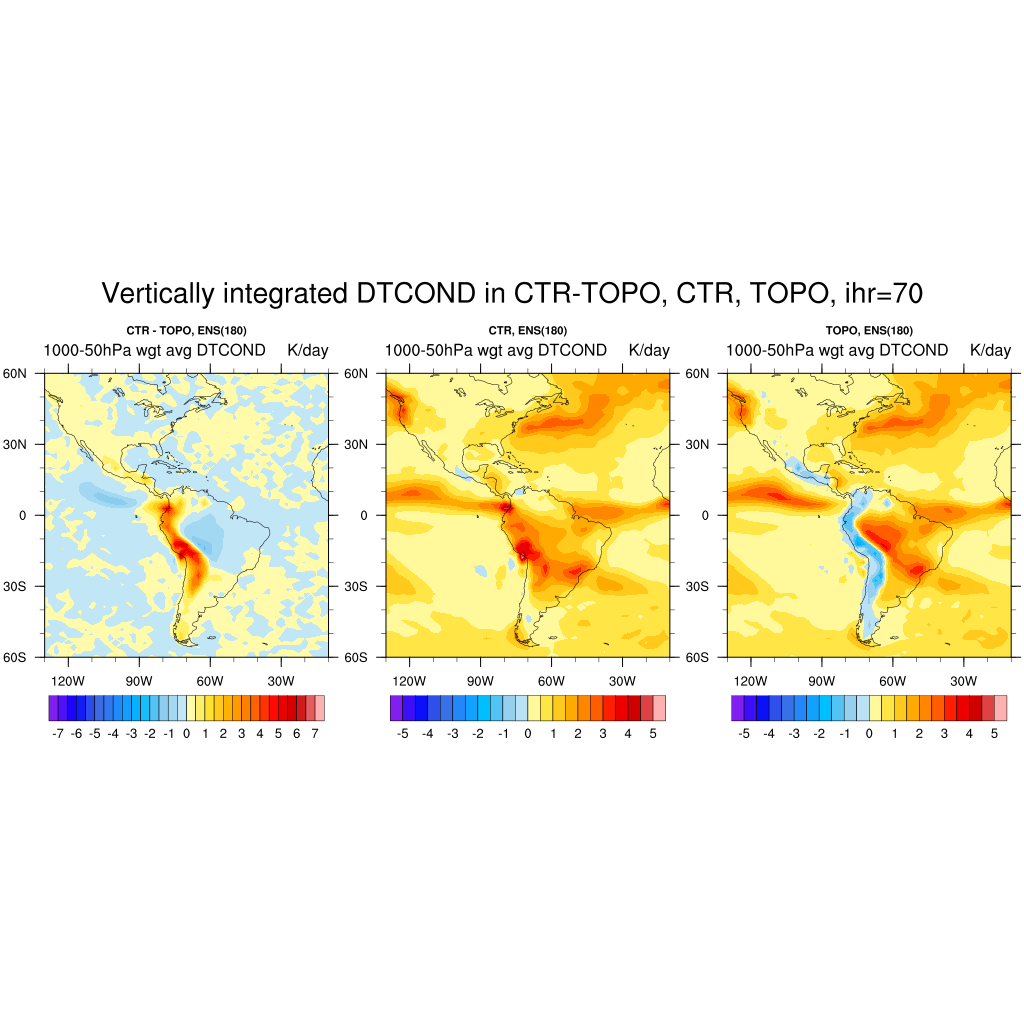 Vertically integrated DTCOND in CTR-TOPO, CTR, TOPO, ihr=70
CTR - TOPO, ENS(180)
1000-50hPa wgt avg DTCOND K/day
60N
30N
0
30S
60S
120W 90W 60W 30W
-7 -6 -5 -4 -3 -2 -1 0 1 2 3 4 5 6 7
CTR, ENS(180)
1000-50hPa wgt avg DTCOND K/day
60N
30N
0
30S
60S
120W 90W 60W 30W
-5 -4 -3 -2 -1 0 1 2 3 4 5
TOPO, ENS(180)
1000-50hPa wgt avg DTCOND K/day
60N
30N
0
30S
60S
120W 90W 60W 30W
-5 -4 -3 -2 -1 0 1 2 3 4 5